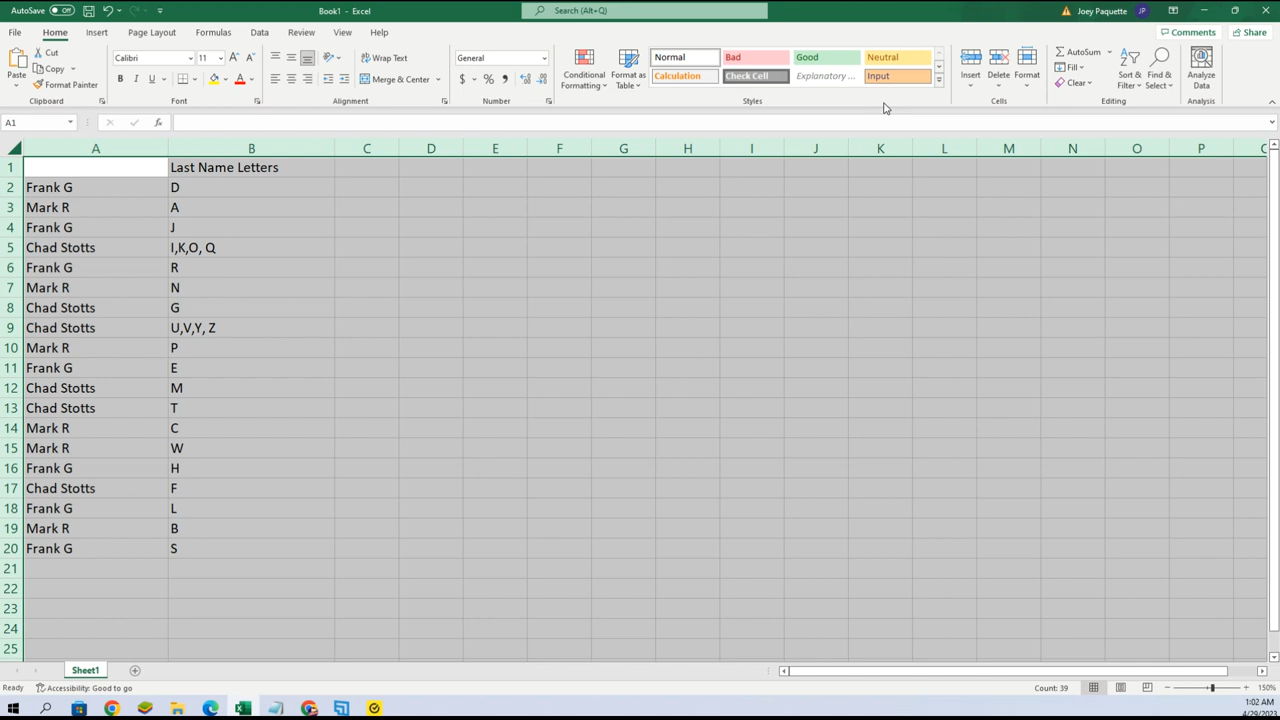 AutoSave Off Book1 - Excel Search (Alt+Q) Joey Paquette JP
File Home Insert Page Layout Formulas Data Review View Help Comments Share
Paste Cut Copy Format Painter Clipboard
Calibri 11 B I U Font
Wrap Text Merge & Center Alignment
General $ % Number
Conditional Formatting Format as Table
Normal Bad Good Neutral
Calculation Check Cell Explanatory ... Input
Styles
Insert Delete Format Cells
AutoSum Fill Clear Sort & Filter Find & Select Editing
Analyze Data Analysis
A1 fx
A B C D E F G H I J K L M N O P
1 Last Name Letters
2 Frank G D
3 Mark R A
4 Frank G J
5 Chad Stotts I,K,O, Q
6 Frank G R
7 Mark R N
8 Chad Stotts G
9 Chad Stotts U,V,Y, Z
10 Mark R P
11 Frank G E
12 Chad Stotts M
13 Chad Stotts T
14 Mark R C
15 Mark R W
16 Frank G H
17 Chad Stotts F
18 Frank G L
19 Mark R B
20 Frank G S
21
22
23
24
25
Sheet1
Ready Accessibility: Good to go Count: 39 150%
1:02 AM
4/29/2023